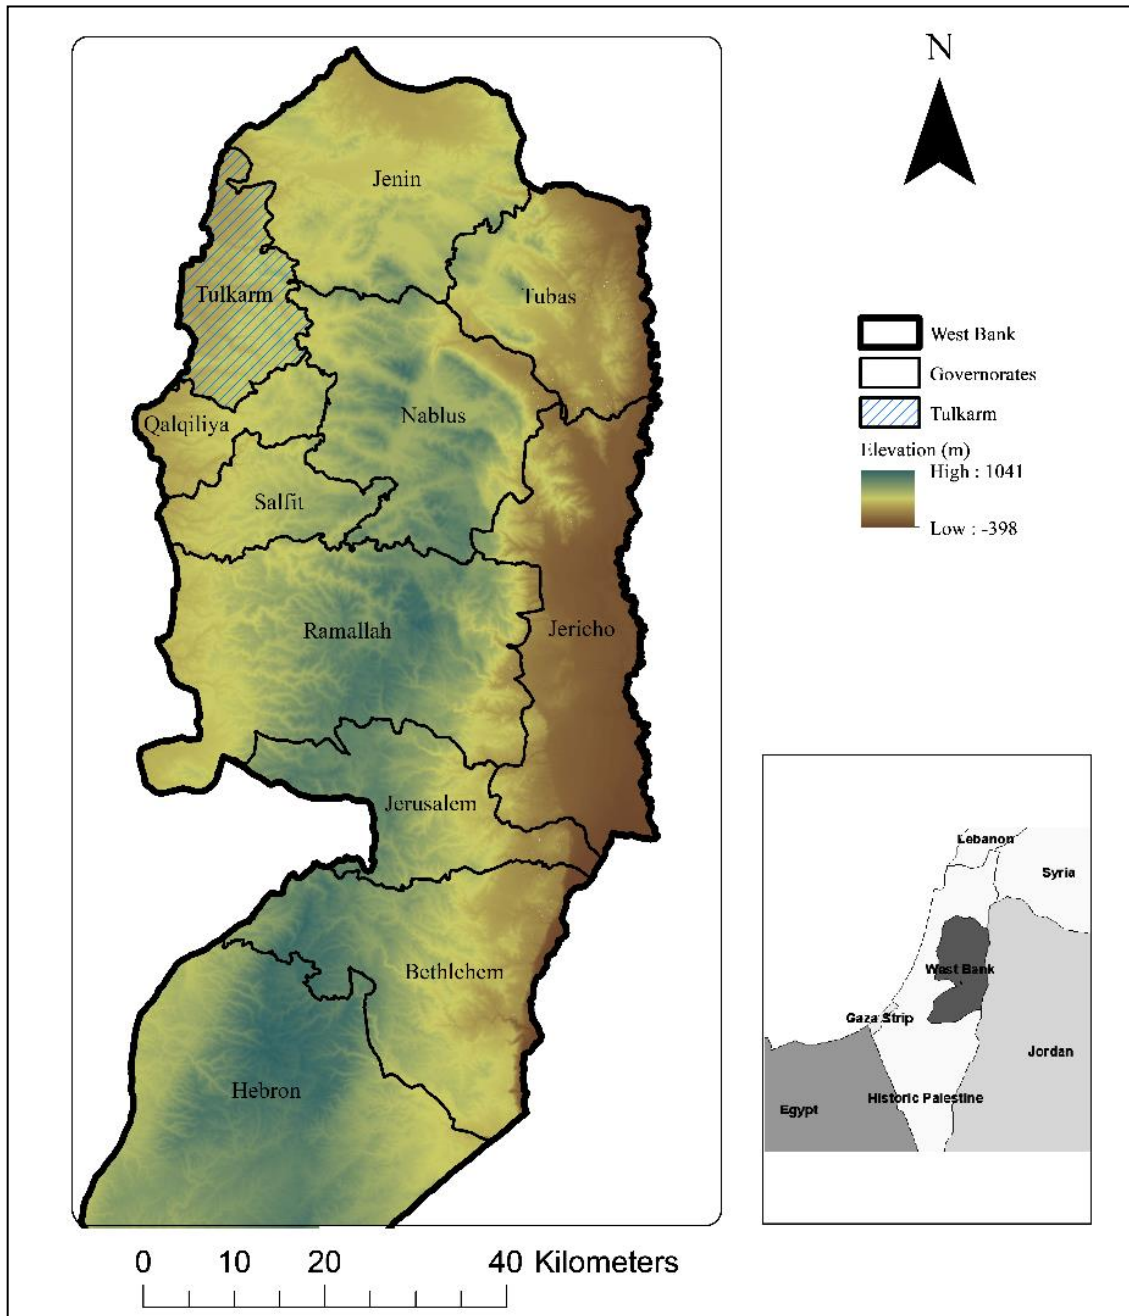 N
Jenin
Tulkarm
Tubas
Nablus
Qalqiliya
Salfit
Ramallah
Jericho
Jerusalem
Bethlehem
Hebron
West Bank
Governorates
Tulkarm
Elevation (m)
High : 1041
Low : -398
Lebanon
Syria
Wast Bank
Gaza Strip
Jordan
Historic Palestine
Egypt
0 10 20 40 Kilometers